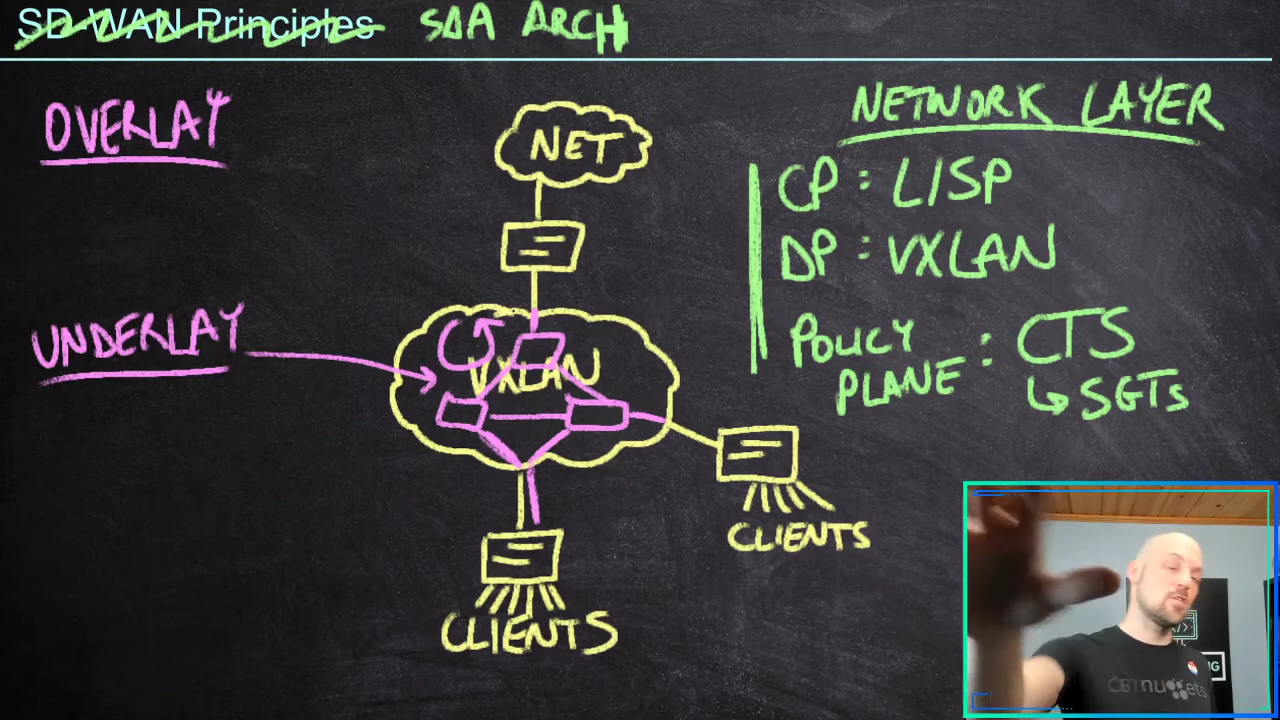 SD-WAN Principles SDA ARCH
OVERLAY
NET
NETWORK LAYER
CP : LISP
DP : VXLAN
UNDERLAY
VXLAN
POLICY
PLANE : CTS
↳ SGTs
CLIENTS
CLIENTS
CBTnuggets